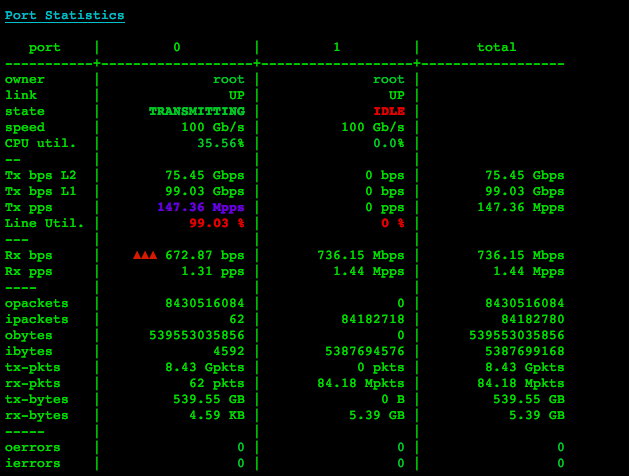 Port Statistics
port | 0 | 1 | total
-----------+-------------------+-------------------+------------------
owner | root | root |
link | UP | UP |
state | TRANSMITTING | IDLE |
speed | 100 Gb/s | 100 Gb/s |
CPU util. | 35.56% | 0.0% |
-- | | |
Tx bps L2 | 75.45 Gbps | 0 bps | 75.45 Gbps
Tx bps L1 | 99.03 Gbps | 0 bps | 99.03 Gbps
Tx pps | 147.36 Mpps | 0 pps | 147.36 Mpps
Line Util. | 99.03 % | 0 % |
--- | | |
Rx bps | ▲▲▲ 672.87 bps | 736.15 Mbps | 736.15 Mbps
Rx pps | 1.31 pps | 1.44 Mpps | 1.44 Mpps
---- | | |
opackets | 8430516084 | 0 | 8430516084
ipackets | 62 | 84182718 | 84182780
obytes | 539553035856 | 0 | 539553035856
ibytes | 4592 | 5387694576 | 5387699168
tx-pkts | 8.43 Gpkts | 0 pkts | 8.43 Gpkts
rx-pkts | 62 pkts | 84.18 Mpkts | 84.18 Mpkts
tx-bytes | 539.55 GB | 0 B | 539.55 GB
rx-bytes | 4.59 KB | 5.39 GB | 5.39 GB
----- | | |
oerrors | 0 | 0 | 0
ierrors | 0 | 0 | 0